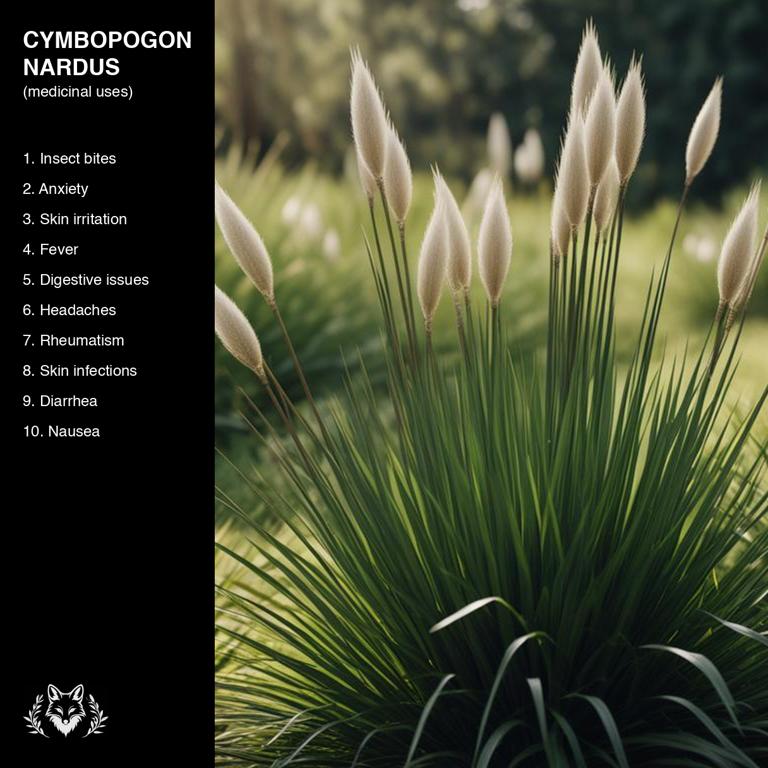 CYMBOPOGON
NARDUS
(medicinal uses)
1. Insect bites
2. Anxiety
3. Skin irritation
4. Fever
5. Digestive issues
6. Headaches
7. Rheumatism
8. Skin infections
9. Diarrhea
10. Nausea